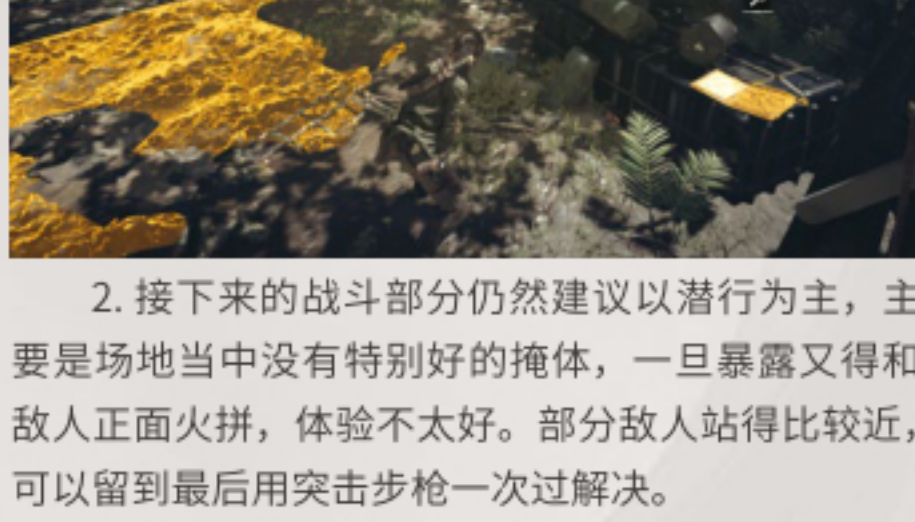 2. 接下来的战斗部分仍然建议以潜行为主，主
要是场地当中没有特别好的掩体，一旦暴露又得和
敌人正面火拼，体验不太好。部分敌人站得比较近，
可以留到最后用突击步枪一次过解决。